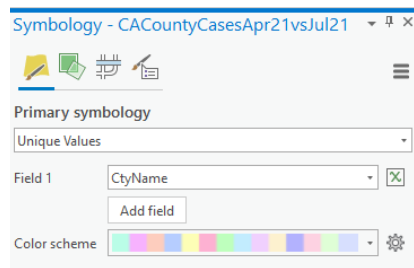 Symbology - CACountyCasesApr21vsJul21
Primary symbology
Unique Values
Field 1 CtyName
Add field
Color scheme